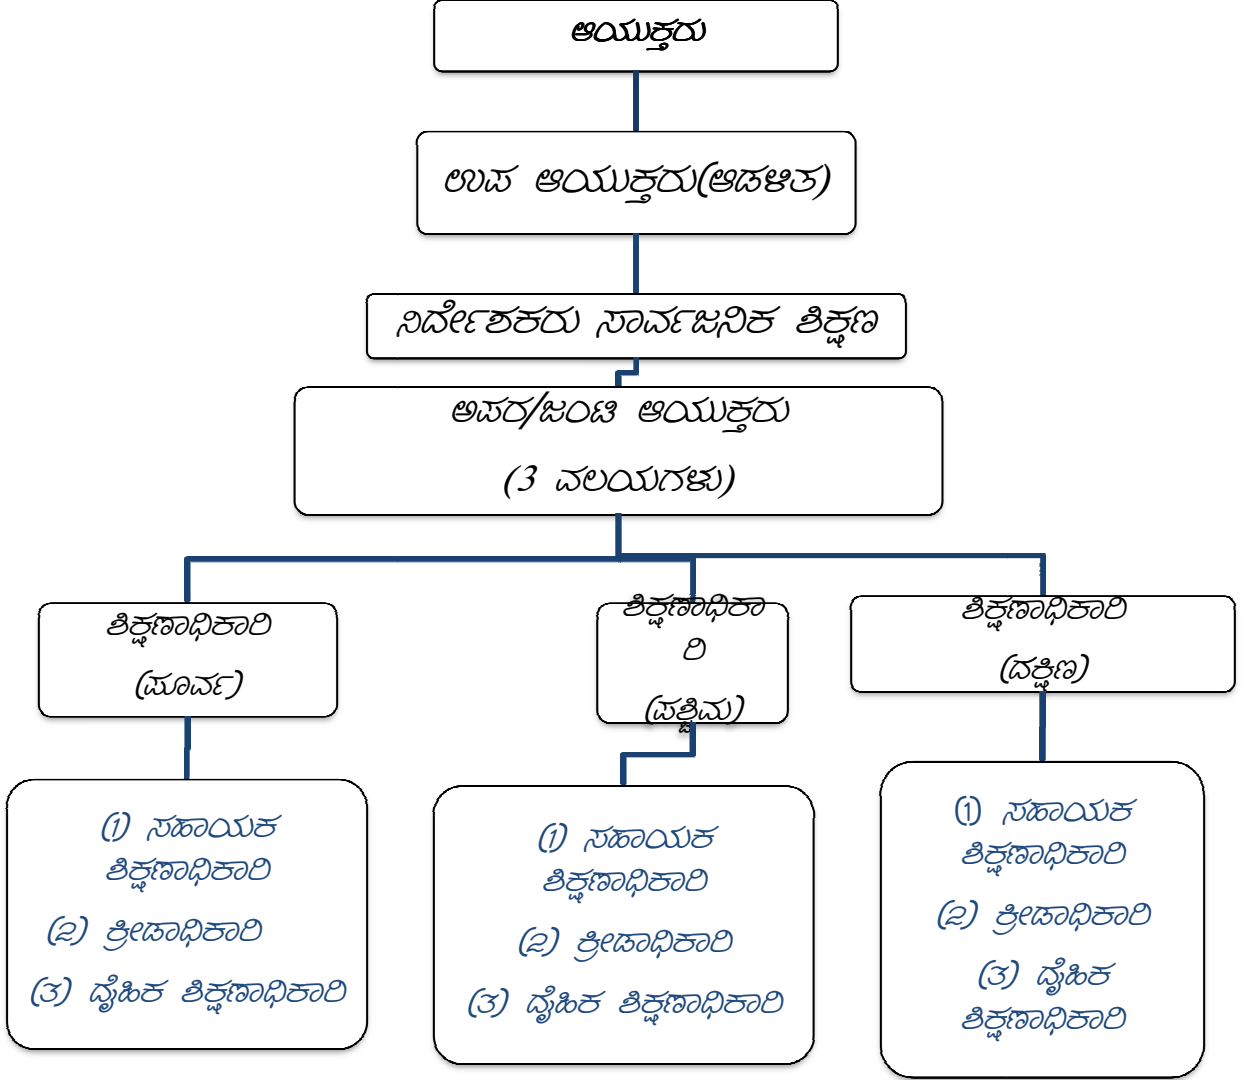 ಆಯುಕ್ತರು
ಉಪ ಆಯುಕ್ತರು(ಆಡಳಿತ)
ನಿರ್ದೇಶಕರು ಸಾರ್ವಜನಿಕ ಶಿಕ್ಷಣ
ಅಪರ/ಜಂಟಿ ಆಯುಕ್ತರು
(3 ವಲಯಗಳು)
ಶಿಕ್ಷಣಾಧಿಕಾರಿ
(ಪೂರ್ವ)
ಶಿಕ್ಷಣಾಧಿಕಾ
ರಿ
(ಪಶ್ಚಿಮ)
ಶಿಕ್ಷಣಾಧಿಕಾರಿ
(ದಕ್ಷಿಣ)
(1) ಸಹಾಯಕ
ಶಿಕ್ಷಣಾಧಿಕಾರಿ
(2) ಕ್ರೀಡಾಧಿಕಾರಿ
(3) ದೈಹಿಕ ಶಿಕ್ಷಣಾಧಿಕಾರಿ
(1) ಸಹಾಯಕ
ಶಿಕ್ಷಣಾಧಿಕಾರಿ
(2) ಕ್ರೀಡಾಧಿಕಾರಿ
(3) ದೈಹಿಕ ಶಿಕ್ಷಣಾಧಿಕಾರಿ
(1) ಸಹಾಯಕ
ಶಿಕ್ಷಣಾಧಿಕಾರಿ
(2) ಕ್ರೀಡಾಧಿಕಾರಿ
(3) ದೈಹಿಕ
ಶಿಕ್ಷಣಾಧಿಕಾರಿ